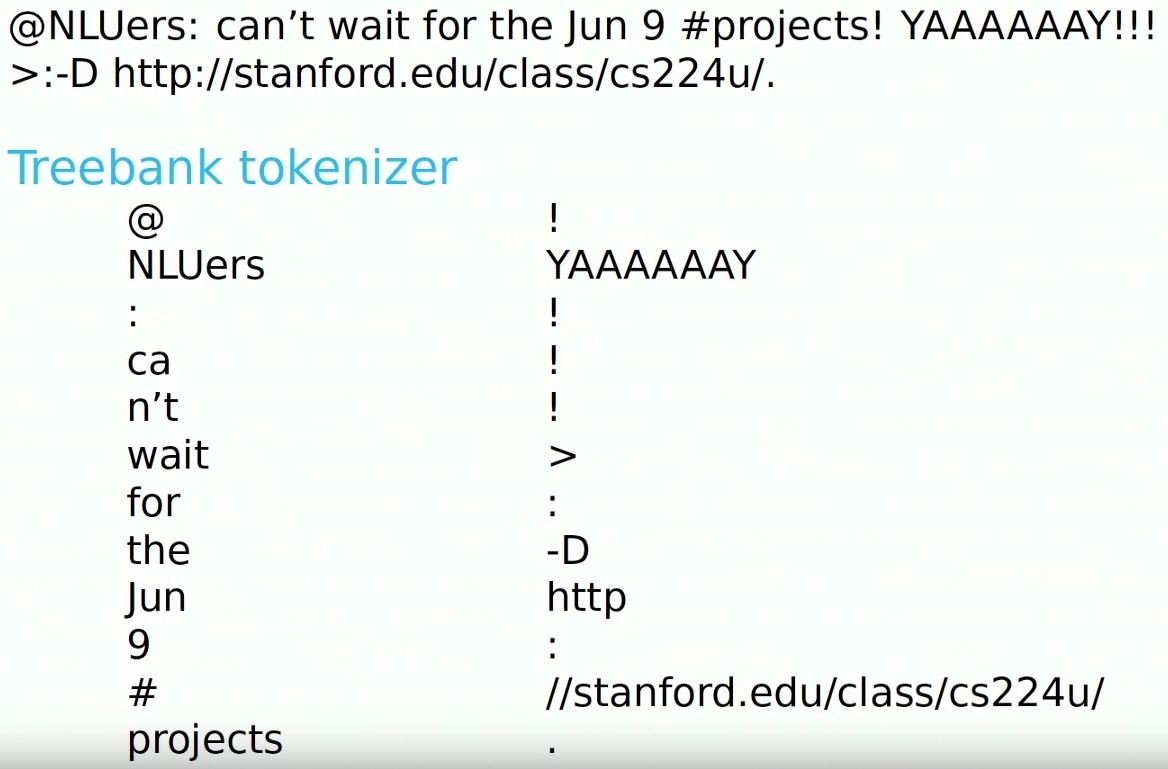 @NLUers: can’t wait for the Jun 9 #projects! YAAAAAAY!!!
>:-D http://stanford.edu/class/cs224u/.
Treebank tokenizer
@
NLUers
:
ca
n’t
wait
for
the
Jun
9
#
projects
!
YAAAAAAY
!
!
!
>
:
-D
http
:
//stanford.edu/class/cs224u/
.